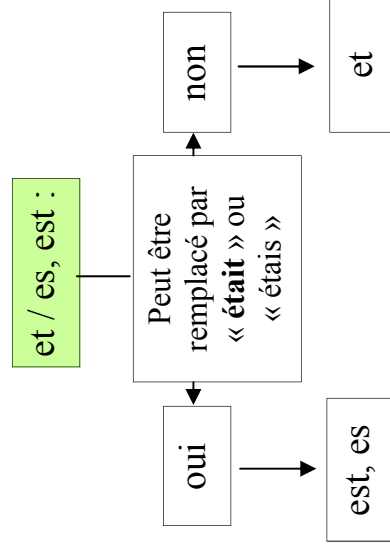 et / es, est :
Peut être
remplacé par
« était » ou
« étais »
oui
non
est, es
et